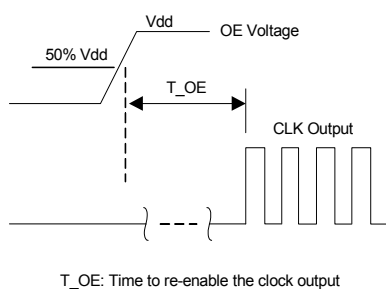 Vdd
OE Voltage
50% Vdd
T_OE
CLK Output
T_OE: Time to re-enable the clock output